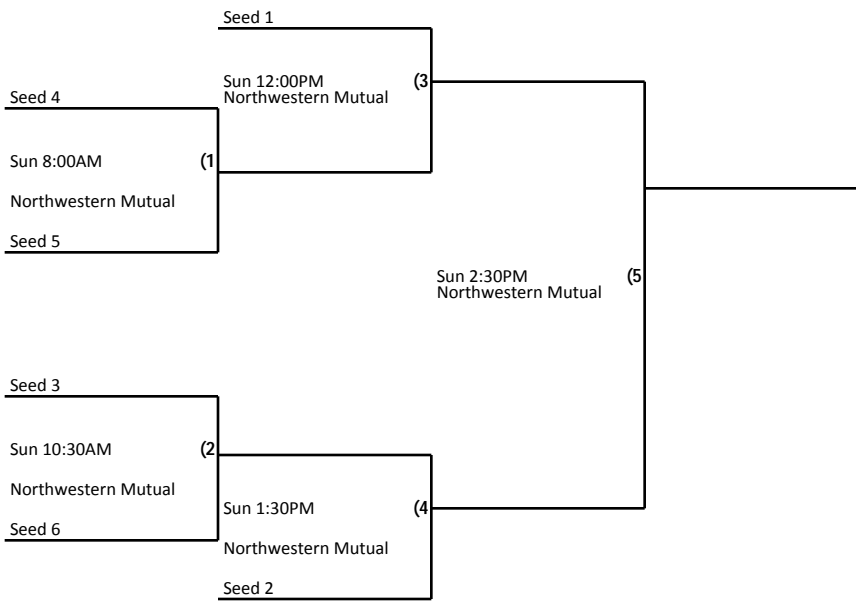 Seed 1
Sun 12:00PM (3
Northwestern Mutual
Seed 4
Sun 8:00AM (1
Northwestern Mutual
Seed 5
Sun 2:30PM (5
Northwestern Mutual
Seed 3
Sun 10:30AM (2
Northwestern Mutual
Seed 6
Sun 1:30PM (4
Northwestern Mutual
Seed 2